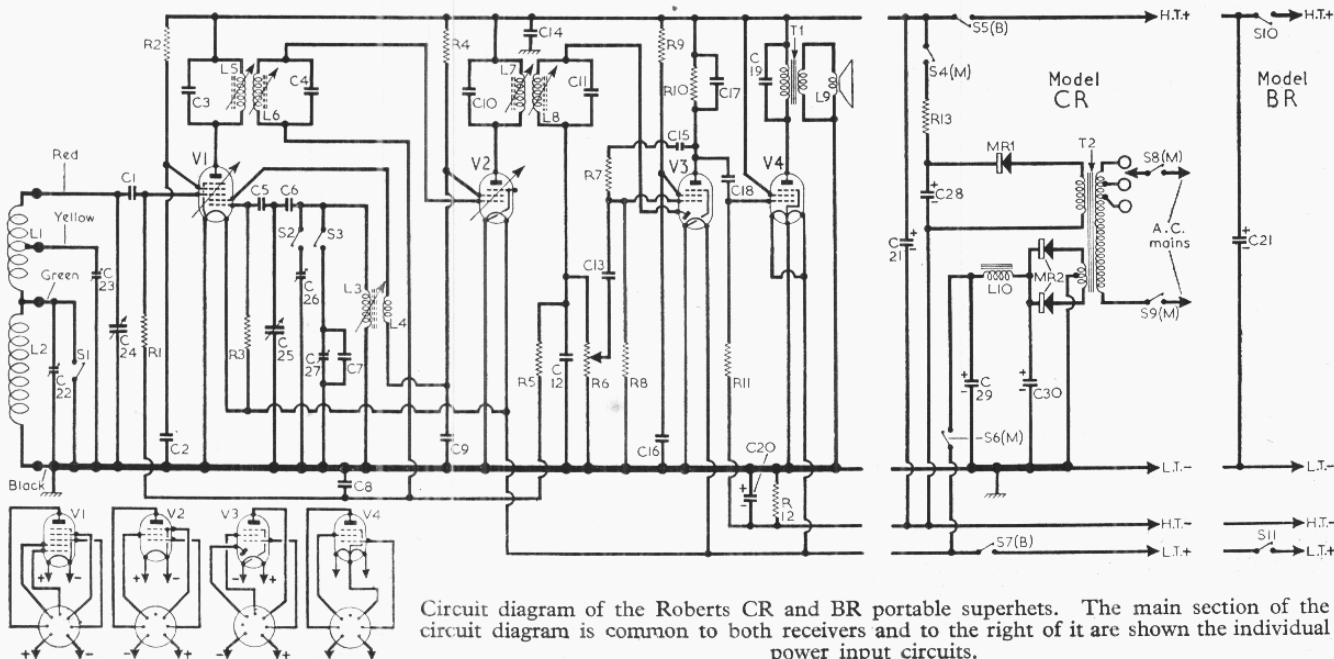 R2
R4
C14
R9
T1
S5(B)
H.T.+
S10
H.T.+
L5
C3
C4
L6
L7
C10
C11
L8
R10
C17
C19
L9
S4(M)
R13
Model
CR
Model
BR
Red
C1
V1
C5
C6
V2
R7
C15
V3
C18
V4
MR1
T2
S8(M)
C28
A.C.
mains
L1
Yellow
C23
Green
S2
S3
C26
L3
L4
C13
C21
MR2
L10
S9(M)
C21
L2
C22
S1
C24
R1
R3
C25
C27
C7
R5
C12
R6
R8
R11
C29
C30
S6(M)
Black
C2
C8
C9
C16
C20
R12
L.T.-
L.T.-
H.T.-
H.T.-
S7(B)
L.T.+
S11
L.T.+
V1
V2
V3
V4
+ -
+ -
- +
Circuit diagram of the Roberts CR and BR portable superhets. The main section of the
circuit diagram is common to both receivers and to the right of it are shown the individual
power input circuits.